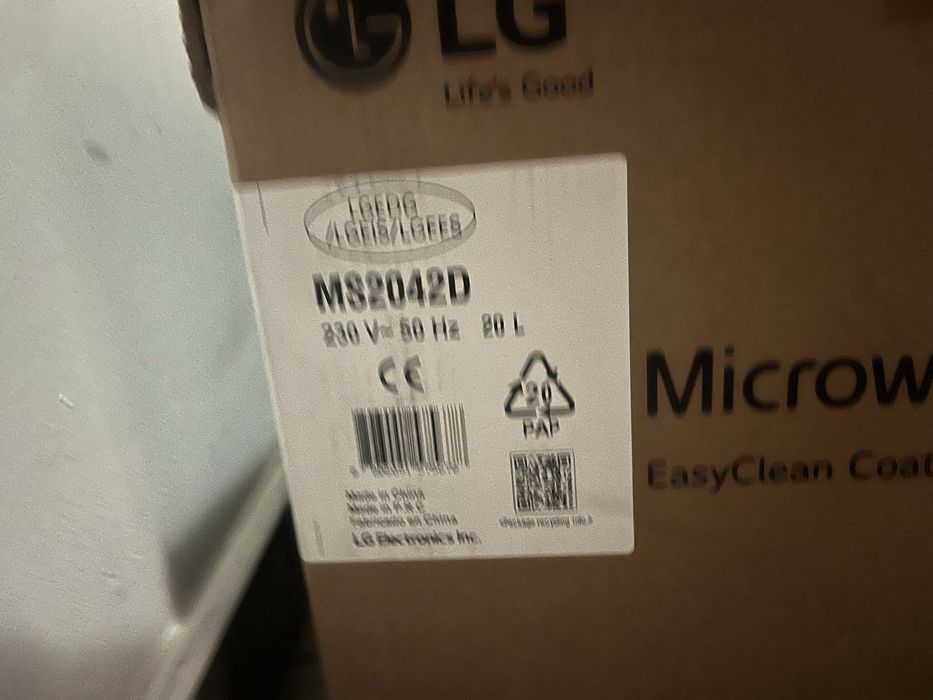 LG
Life's Good
LGEDG
/LGEIS/LGEES
MS2042D
230 V~ 50 Hz 20 L
CE
20
PAP
Made in China
Made in P.R.C
Fabricado en China
LG Electronics Inc.
Microw
EasyClean Coat